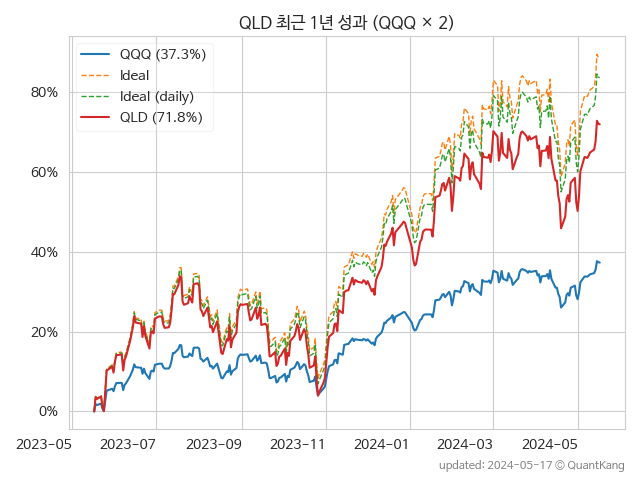 QLD 최근 1년 성과 (QQQ × 2)
QQQ (37.3%)
Ideal
Ideal (daily)
QLD (71.8%)
80%
60%
40%
20%
0%
2023-05 2023-07 2023-09 2023-11 2024-01 2024-03 2024-05
updated: 2024-05-17 © QuantKang